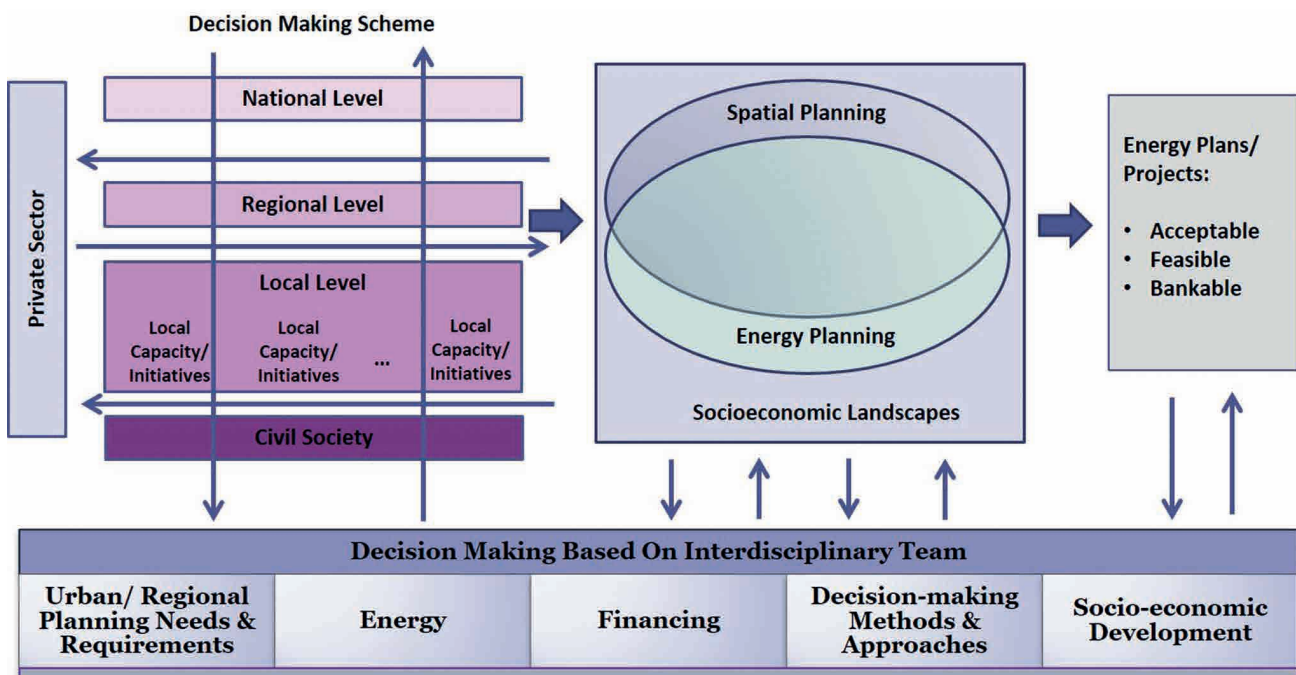 Decision Making Scheme
Private Sector
National Level
Regional Level
Local Level
Local
Capacity/
Initiatives
Local
Capacity/
Initiatives
...
Local
Capacity/
Initiatives
Civil Society
Spatial Planning
Energy Planning
Socioeconomic Landscapes
Energy Plans/
Projects:
• Acceptable
• Feasible
• Bankable
Decision Making Based On Interdisciplinary Team
Urban/ Regional
Planning Needs &
Requirements
Energy
Financing
Decision-making
Methods &
Approaches
Socio-economic
Development